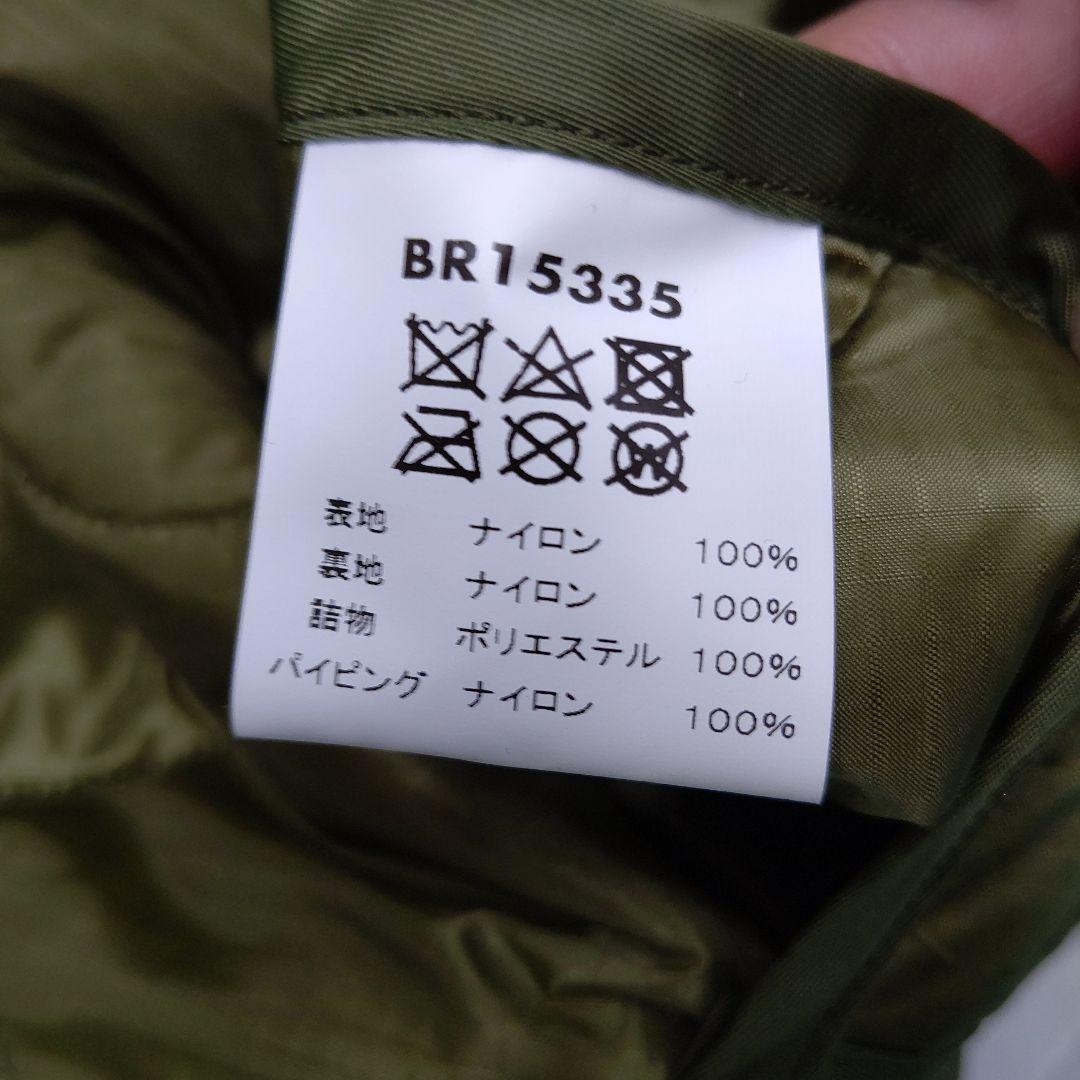 BR15335
表地 ナイロン 100%
裏地 ナイロン 100%
詰物 ポリエステル 100%
パイピング ナイロン 100%